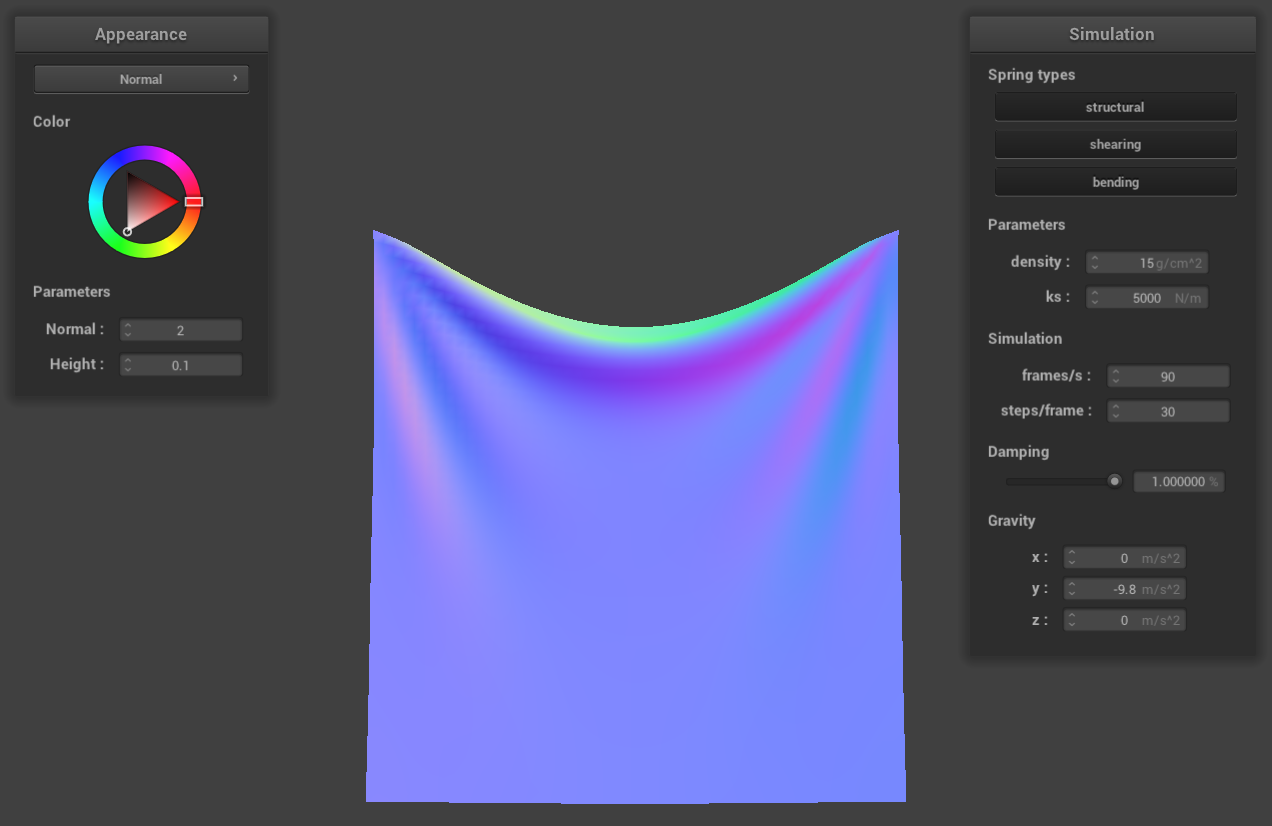 Appearance
Normal
Color
Parameters
Normal : 2
Height : 0.1
Simulation
Spring types
structural
shearing
bending
Parameters
density : 15 g/cm^2
ks : 5000 N/m
Simulation
frames/s : 90
steps/frame : 30
Damping
1.000000 %
Gravity
x : 0 m/s^2
y : -9.8 m/s^2
z : 0 m/s^2